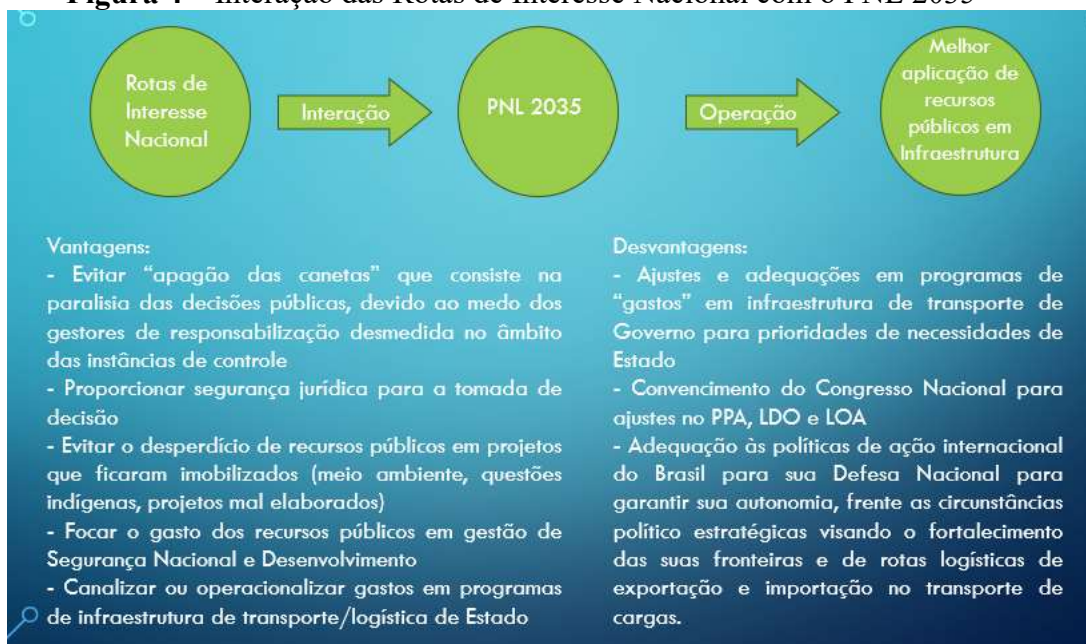 Figura 4 – Interação das Rotas de Interesse Nacional com o PNL 2035
Rotas de
Interesse
Nacional
Interação
PNL 2035
Operação
Melhor
aplicação de
recursos
públicos em
Infraestrutura
Vantagens:
- Evitar “apagão das canetas” que consiste na
paralisia das decisões públicas, devido ao medo dos
gestores de responsabilização desmedida no âmbito
das instâncias de controle
- Proporcionar segurança jurídica para a tomada de
decisão
- Evitar o desperdício de recursos públicos em projetos
que ficaram imobilizados (meio ambiente, questões
indígenas, projetos mal elaborados)
- Focar o gasto dos recursos públicos em gestão de
Segurança Nacional e Desenvolvimento
- Canalizar ou operacionalizar gastos em programas
de infraestrutura de transporte/logística de Estado
Desvantagens:
- Ajustes e adequações em programas de
“gastos” em infraestrutura de transporte de
Governo para prioridades de necessidades de
Estado
- Convencimento do Congresso Nacional para
ajustes no PPA, LDO e LOA
- Adequação às políticas de ação internacional
do Brasil para sua Defesa Nacional para
garantir sua autonomia, frente as circunstâncias
político estratégicas visando o fortalecimento
das suas fronteiras e de rotas logísticas de
exportação e importação no transporte de
cargas.